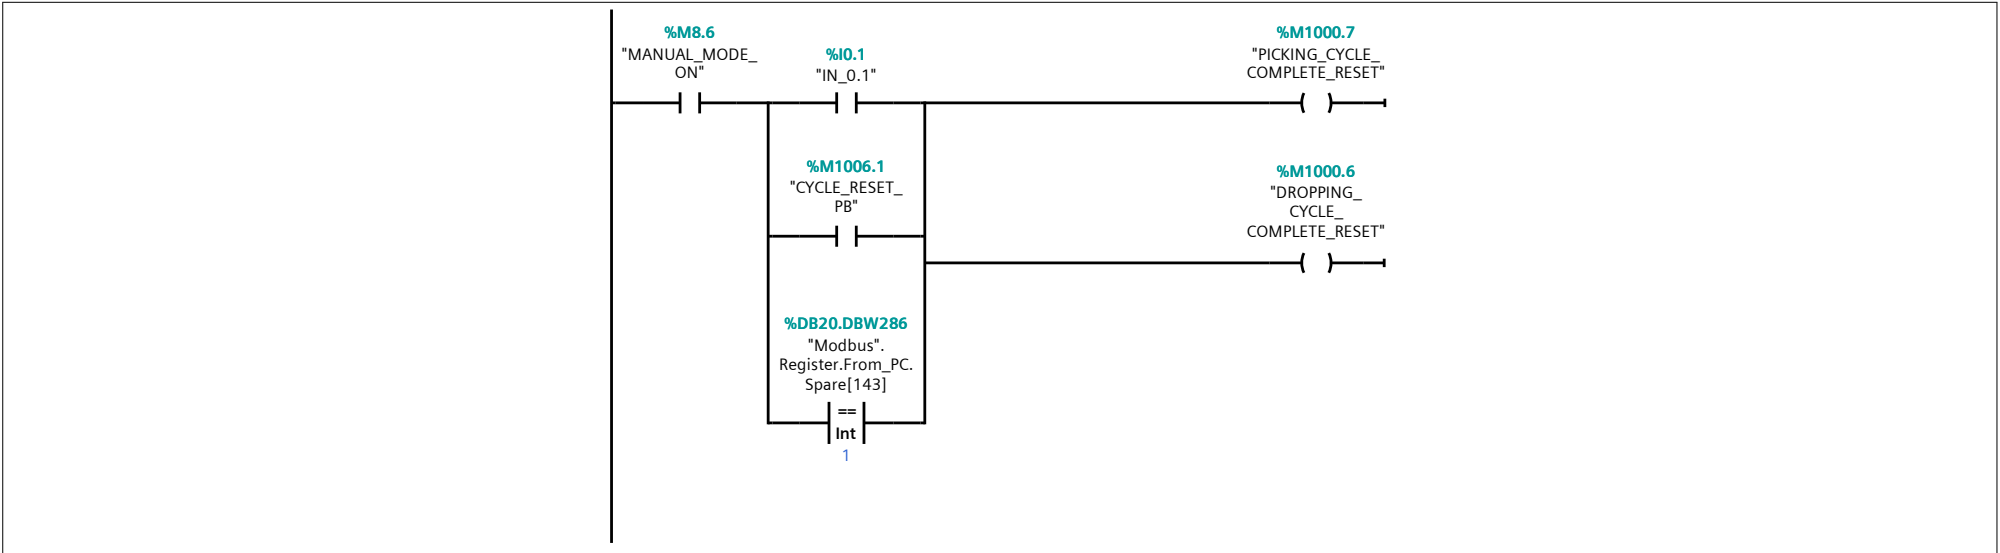 %M8.6
"MANUAL_MODE_
ON"
%I0.1
"IN_0.1"
%M1000.7
"PICKING_CYCLE_
COMPLETE_RESET"
%M1006.1
"CYCLE_RESET_
PB"
%M1000.6
"DROPPING_
CYCLE_
COMPLETE_RESET"
%DB20.DBW286
"Modbus".
Register.From_PC.
Spare[143]
==
Int
1